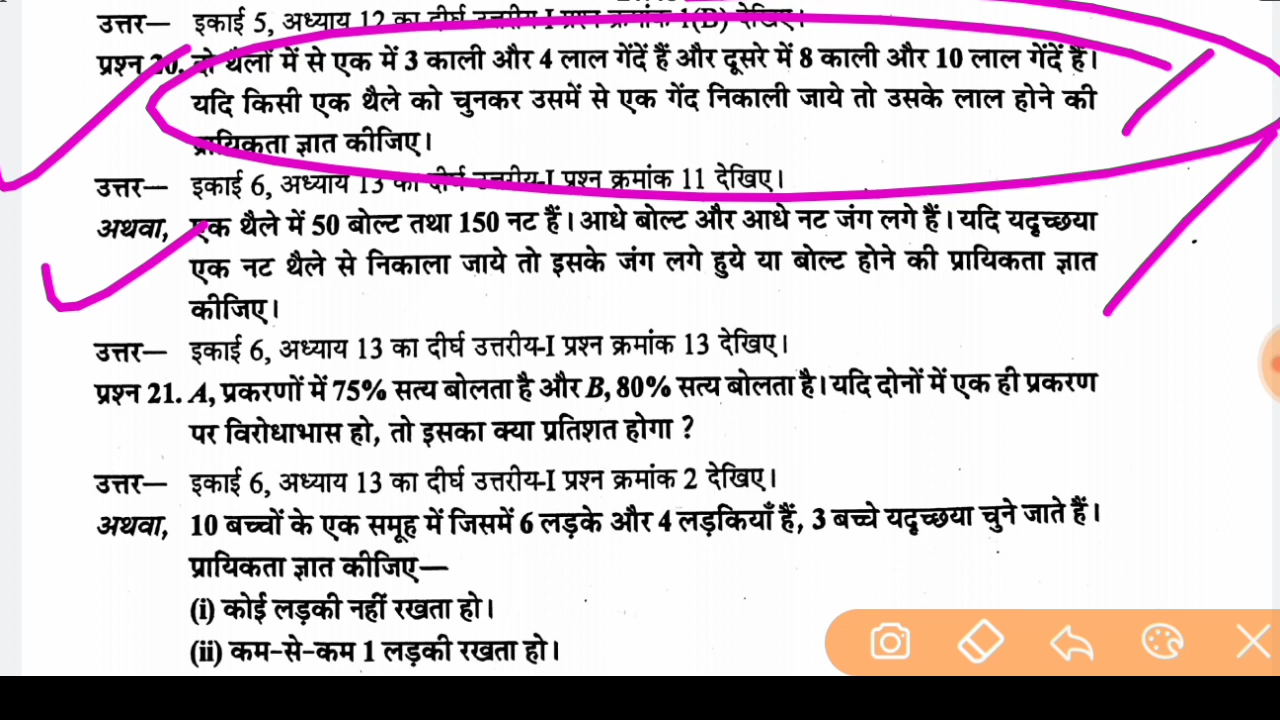 उत्तर— इकाई 5, अध्याय 12 का दीर्घ उत्तरीय-I प्रश्न क्रमांक 1(B) देखिए।
प्रश्न 20. दो थैलों में से एक में 3 काली और 4 लाल गेंदें हैं और दूसरे में 8 काली और 10 लाल गेंदें हैं।
यदि किसी एक थैले को चुनकर उसमें से एक गेंद निकाली जाये तो उसके लाल होने की
प्रायिकता ज्ञात कीजिए।
उत्तर— इकाई 6, अध्याय 13 का दीर्घ उत्तरीय-I प्रश्न क्रमांक 11 देखिए।
अथवा, एक थैले में 50 बोल्ट तथा 150 नट हैं। आधे बोल्ट और आधे नट जंग लगे हैं। यदि यदृच्छया
एक नट थैले से निकाला जाये तो इसके जंग लगे हुये या बोल्ट होने की प्रायिकता ज्ञात
कीजिए।
उत्तर— इकाई 6, अध्याय 13 का दीर्घ उत्तरीय-I प्रश्न क्रमांक 13 देखिए।
प्रश्न 21. A, प्रकरणों में 75% सत्य बोलता है और B, 80% सत्य बोलता है। यदि दोनों में एक ही प्रकरण
पर विरोधाभास हो, तो इसका क्या प्रतिशत होगा ?
उत्तर— इकाई 6, अध्याय 13 का दीर्घ उत्तरीय-I प्रश्न क्रमांक 2 देखिए।
अथवा, 10 बच्चों के एक समूह में जिसमें 6 लड़के और 4 लड़कियाँ हैं, 3 बच्चे यदृच्छया चुने जाते हैं।
प्रायिकता ज्ञात कीजिए—
(i) कोई लड़की नहीं रखता हो।
(ii) कम-से-कम 1 लड़की रखता हो।